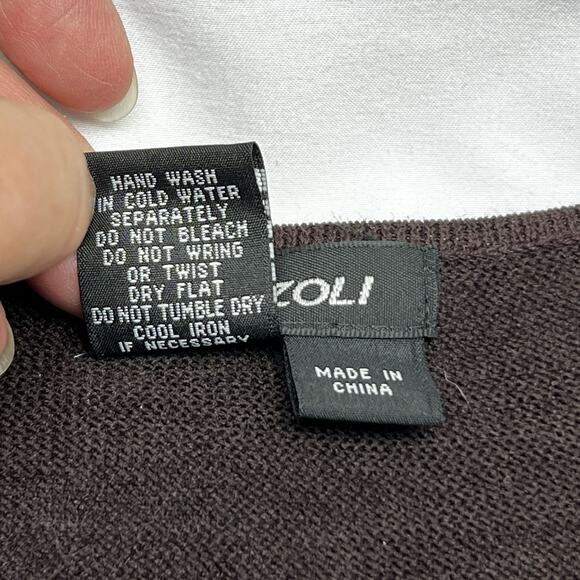 HAND WASH
IN COLD WATER
SEPARATELY
DO NOT BLEACH
DO NOT WRING
OR TWIST
DRY FLAT
DO NOT TUMBLE DRY
COOL IRON
IF NECESSARY
ZOLI
MADE IN
CHINA